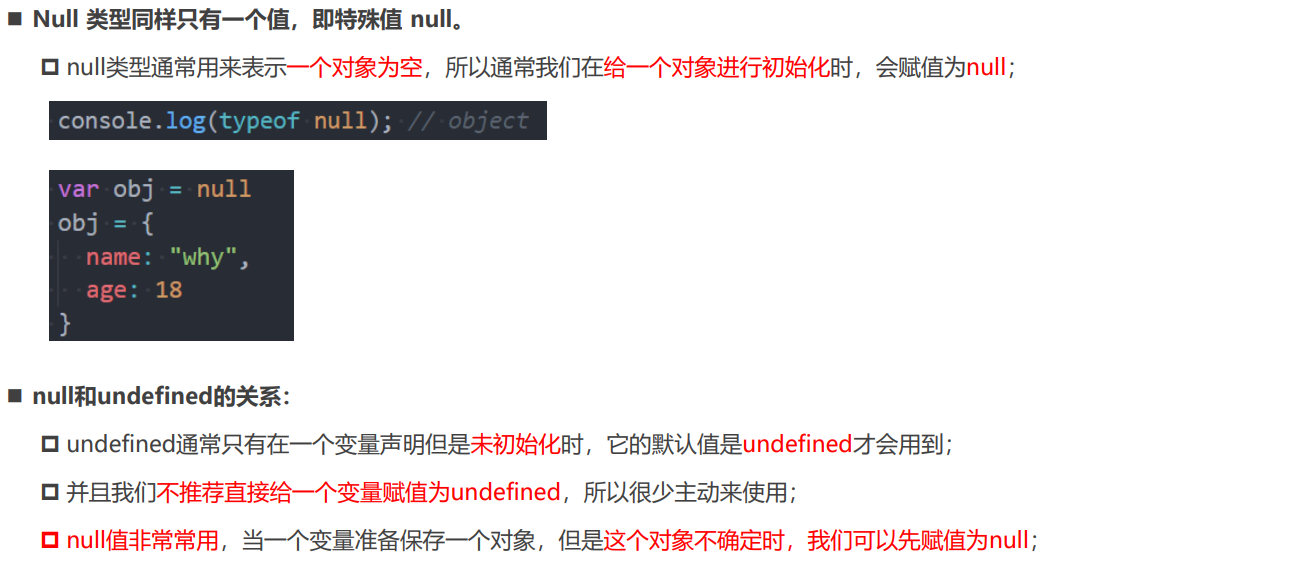 Null 类型同样只有一个值，即特殊值 null。
null类型通常用来表示一个对象为空，所以通常我们在给一个对象进行初始化时，会赋值为null；
console.log(typeof null); // object
var obj = null
obj = {
  name: "why",
  age: 18
}
null和undefined的关系：
undefined通常只有在一个变量声明但是未初始化时，它的默认值是undefined才会用到；
并且我们不推荐直接给一个变量赋值为undefined，所以很少主动来使用；
null值非常常用，当一个变量准备保存一个对象，但是这个对象不确定时，我们可以先赋值为null；